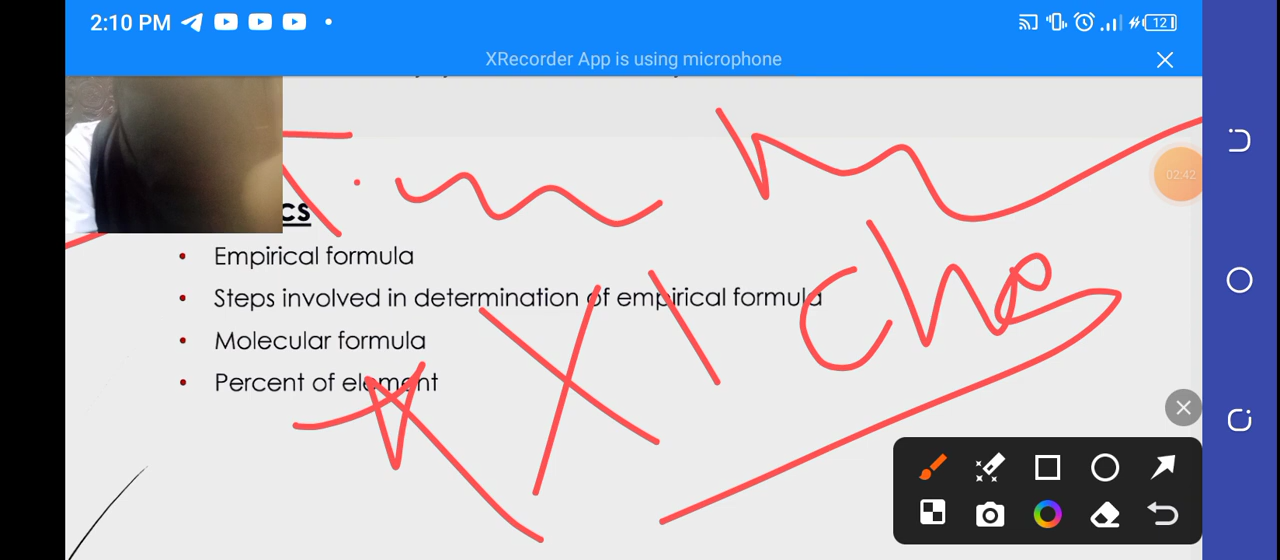 2:10 PM
12
XRecorder App is using microphone
02:42
CS
Empirical formula
Steps involved in determination of empirical formula
Molecular formula
Percent of element
XI Che